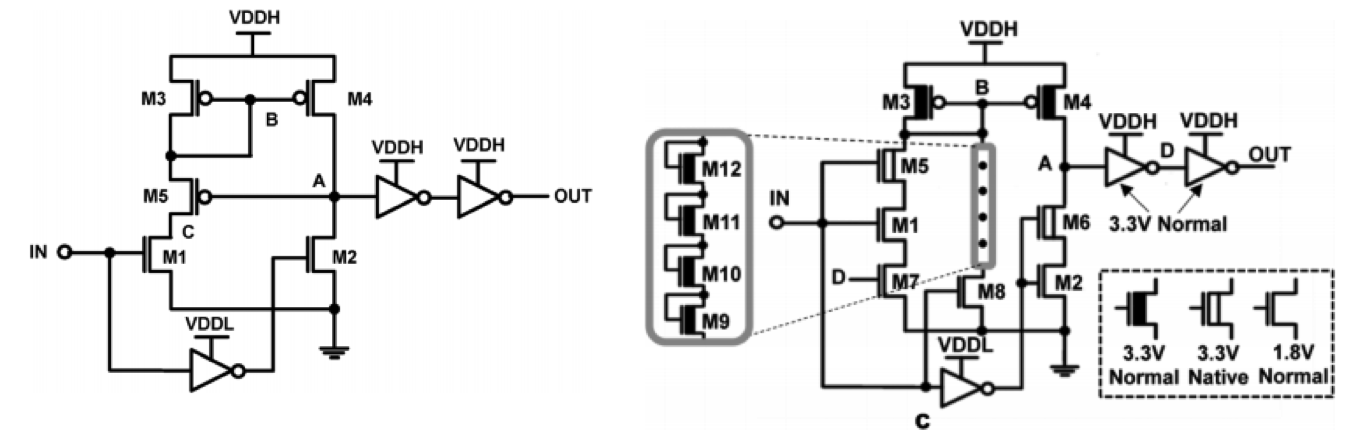 VDDH
M3
M4
B
VDDH
VDDH
M5
A
OUT
C
IN
M1
M2
VDDL
VDDH
M3
B
M4
VDDH
VDDH
M12
M5
A
D
OUT
M11
IN
M1
M6
3.3V Normal
M10
D
M7
M8
M2
M9
VDDL
3.3V 3.3V 1.8V
Normal Native Normal
C